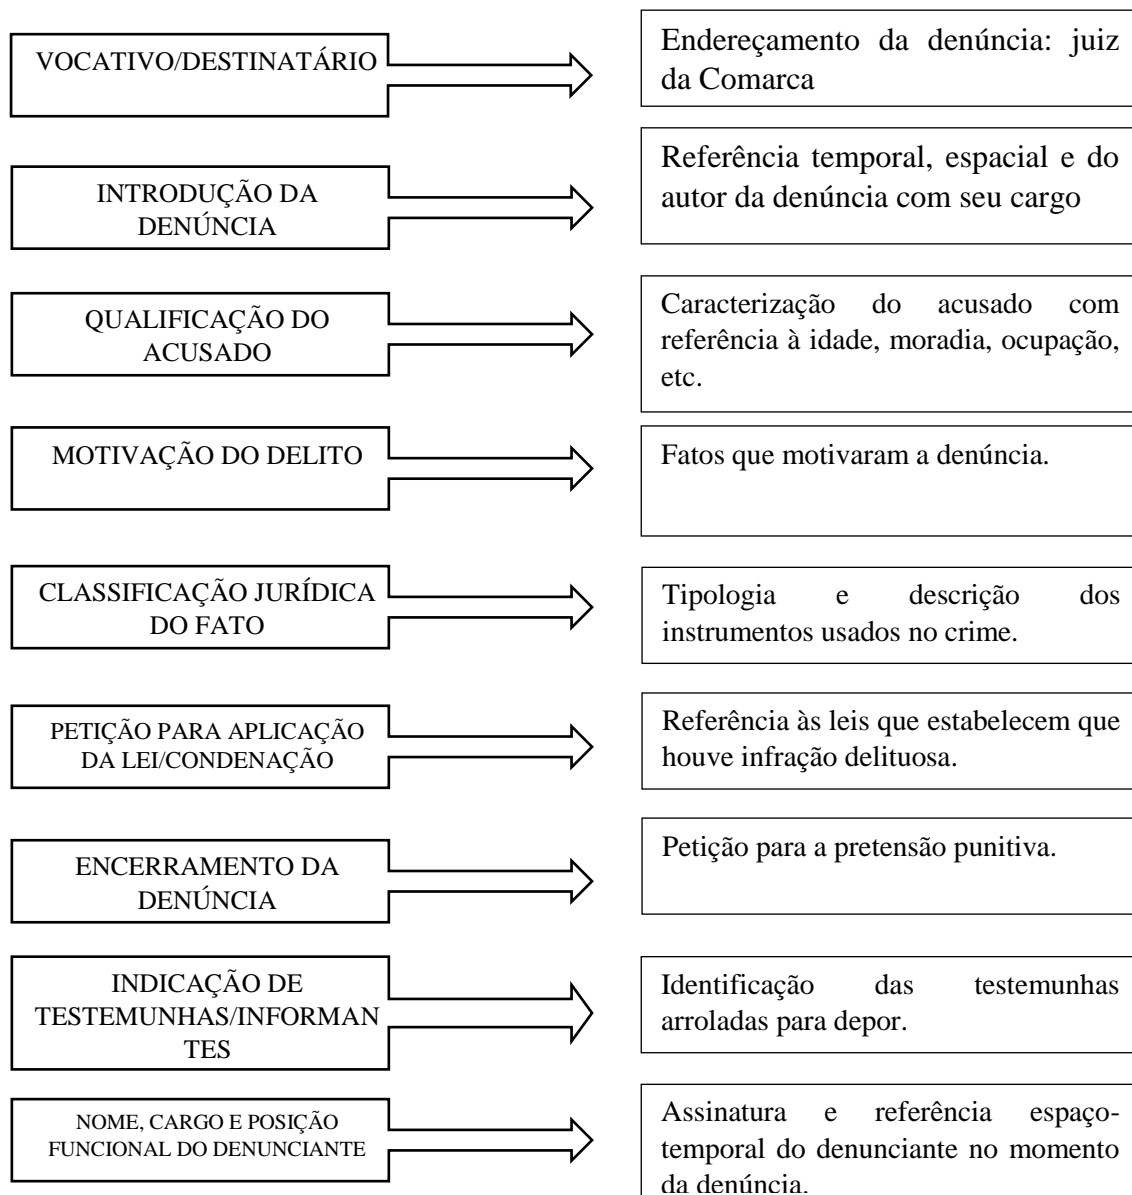 VOCATIVO/DESTINATÁRIO
Endereçamento da denúncia: juiz
da Comarca
INTRODUÇÃO DA
DENÚNCIA
Referência temporal, espacial e do
autor da denúncia com seu cargo
QUALIFICAÇÃO DO
ACUSADO
Caracterização do acusado com
referência à idade, moradia, ocupação,
etc.
MOTIVAÇÃO DO DELITO
Fatos que motivaram a denúncia.
CLASSIFICAÇÃO JURÍDICA
DO FATO
Tipologia e descrição dos
instrumentos usados no crime.
PETIÇÃO PARA APLICAÇÃO
DA LEI/CONDENAÇÃO
Referência às leis que estabelecem que
houve infração delituosa.
ENCERRAMENTO DA
DENÚNCIA
Petição para a pretensão punitiva.
INDICAÇÃO DE
TESTEMUNHAS/INFORMAN
TES
Identificação das testemunhas
arroladas para depor.
NOME, CARGO E POSIÇÃO
FUNCIONAL DO DENUNCIANTE
Assinatura e referência espaço-
temporal do denunciante no momento
da denúncia.